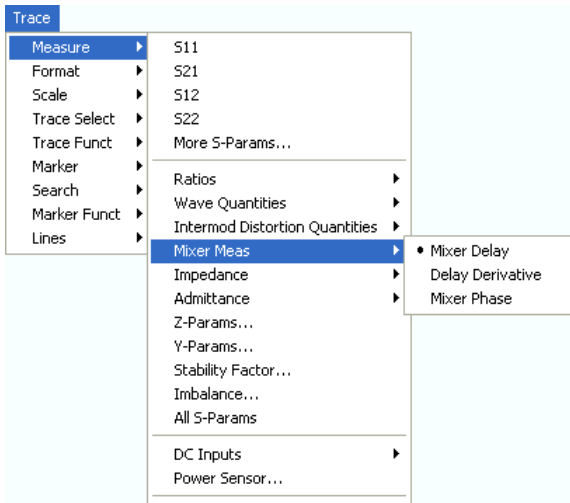 Trace
Measure
Format
Scale
Trace Select
Trace Funct
Marker
Search
Marker Funct
Lines
S11
S21
S12
S22
More S-Params...
Ratios
Wave Quantities
Intermod Distortion Quantities
Mixer Meas
Impedance
Admittance
Z-Params...
Y-Params...
Stability Factor...
Imbalance...
All S-Params
DC Inputs
Power Sensor...
• Mixer Delay
Delay Derivative
Mixer Phase